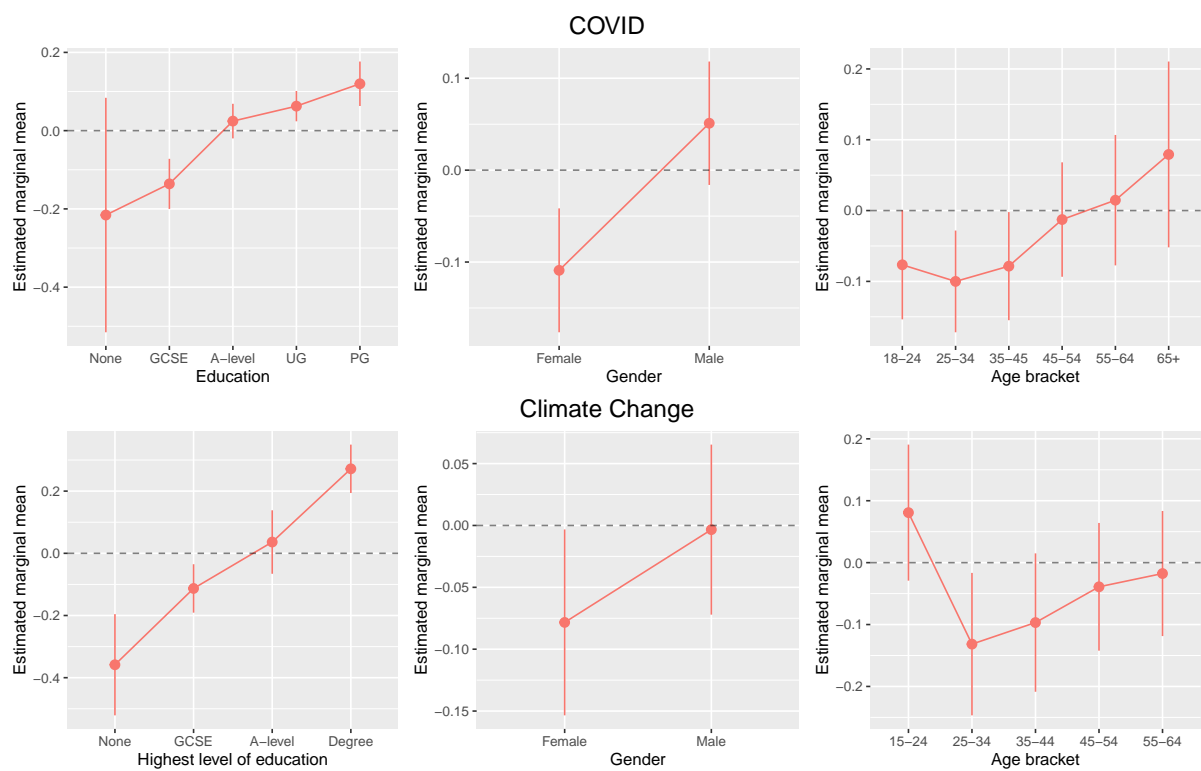 COVID
Estimated marginal mean
0.2
0.0
−0.2
−0.4
None GCSE A−level UG PG
Education
Estimated marginal mean
0.1
0.0
−0.1
Female Male
Gender
Estimated marginal mean
0.2
0.1
0.0
−0.1
18−24 25−34 35−45 45−54 55−64 65+
Age bracket
Climate Change
Estimated marginal mean
0.2
0.0
−0.2
−0.4
None GCSE A−level Degree
Highest level of education
Estimated marginal mean
0.05
0.00
−0.05
−0.10
−0.15
Female Male
Gender
Estimated marginal mean
0.2
0.1
0.0
−0.1
−0.2
15−24 25−34 35−44 45−54 55−64
Age bracket